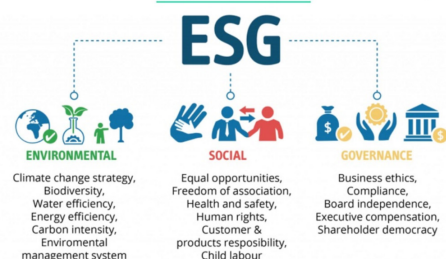 ESG
ENVIRONMENTAL
Climate change strategy,
Biodiversity,
Water efficiency,
Energy efficiency,
Carbon intensity,
Enviromental
management system
SOCIAL
Equal opportunities,
Freedom of association,
Health and safety,
Human rights,
Customer &
products resposibility,
Child labour
GOVERNANCE
Business ethics,
Compliance,
Board independence,
Executive compensation,
Shareholder democracy